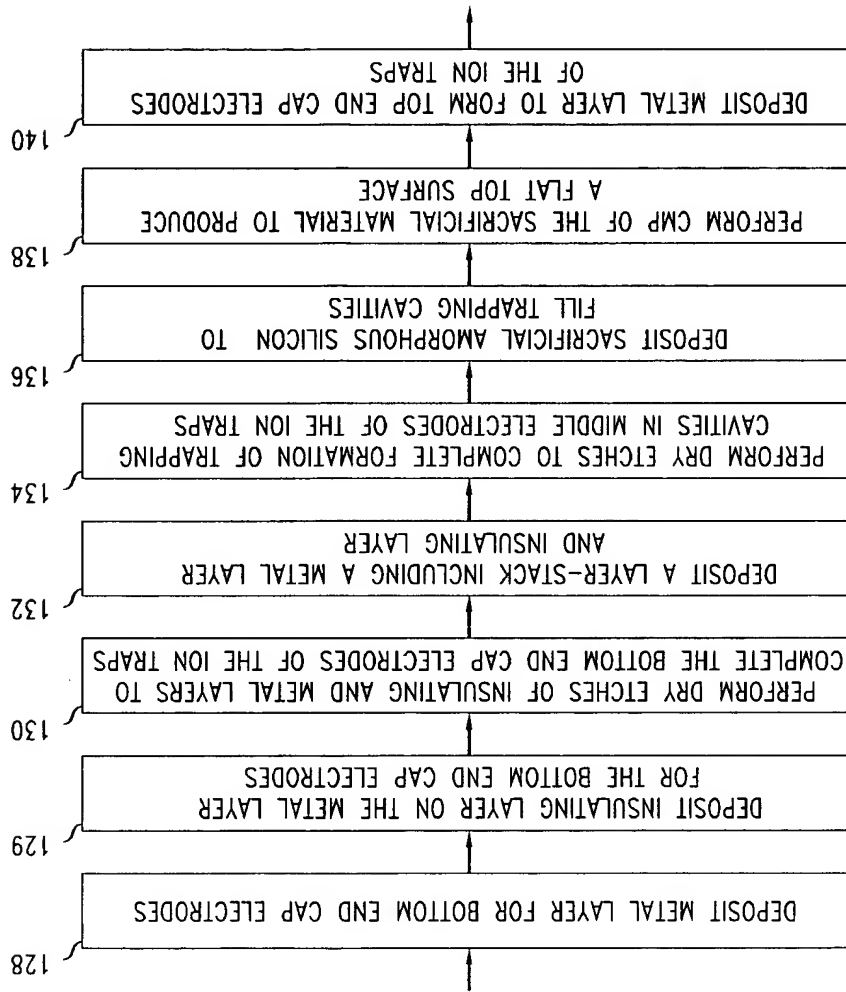 128
DEPOSIT METAL LAYER FOR BOTTOM END CAP ELECTRODES
129
DEPOSIT INSULATING LAYER ON THE METAL LAYER
FOR THE BOTTOM END CAP ELECTRODES
130
PERFORM DRY ETCHES OF INSULATING AND METAL LAYERS TO
COMPLETE THE BOTTOM END CAP ELECTRODES OF THE ION TRAPS
132
DEPOSIT A LAYER-STACK INCLUDING A METAL LAYER
AND INSULATING LAYER
134
PERFORM DRY ETCHES TO COMPLETE FORMATION OF TRAPPING
CAVITIES IN MIDDLE ELECTRODES OF THE ION TRAPS
136
DEPOSIT SACRIFICIAL AMORPHOUS SILICON TO
FILL TRAPPING CAVITIES
138
PERFORM CMP OF THE SACRIFICIAL MATERIAL TO PRODUCE
A FLAT TOP SURFACE
140
DEPOSIT METAL LAYER TO FORM TOP END CAP ELECTRODES
OF THE ION TRAPS